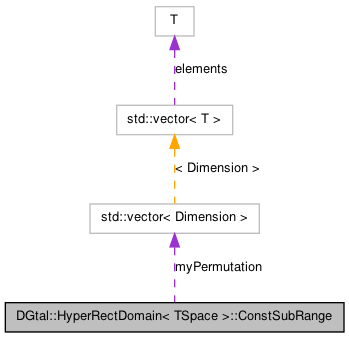 T
elements
std::vector< T >
< Dimension >
std::vector< Dimension >
myPermutation
DGtal::HyperRectDomain< TSpace >::ConstSubRange